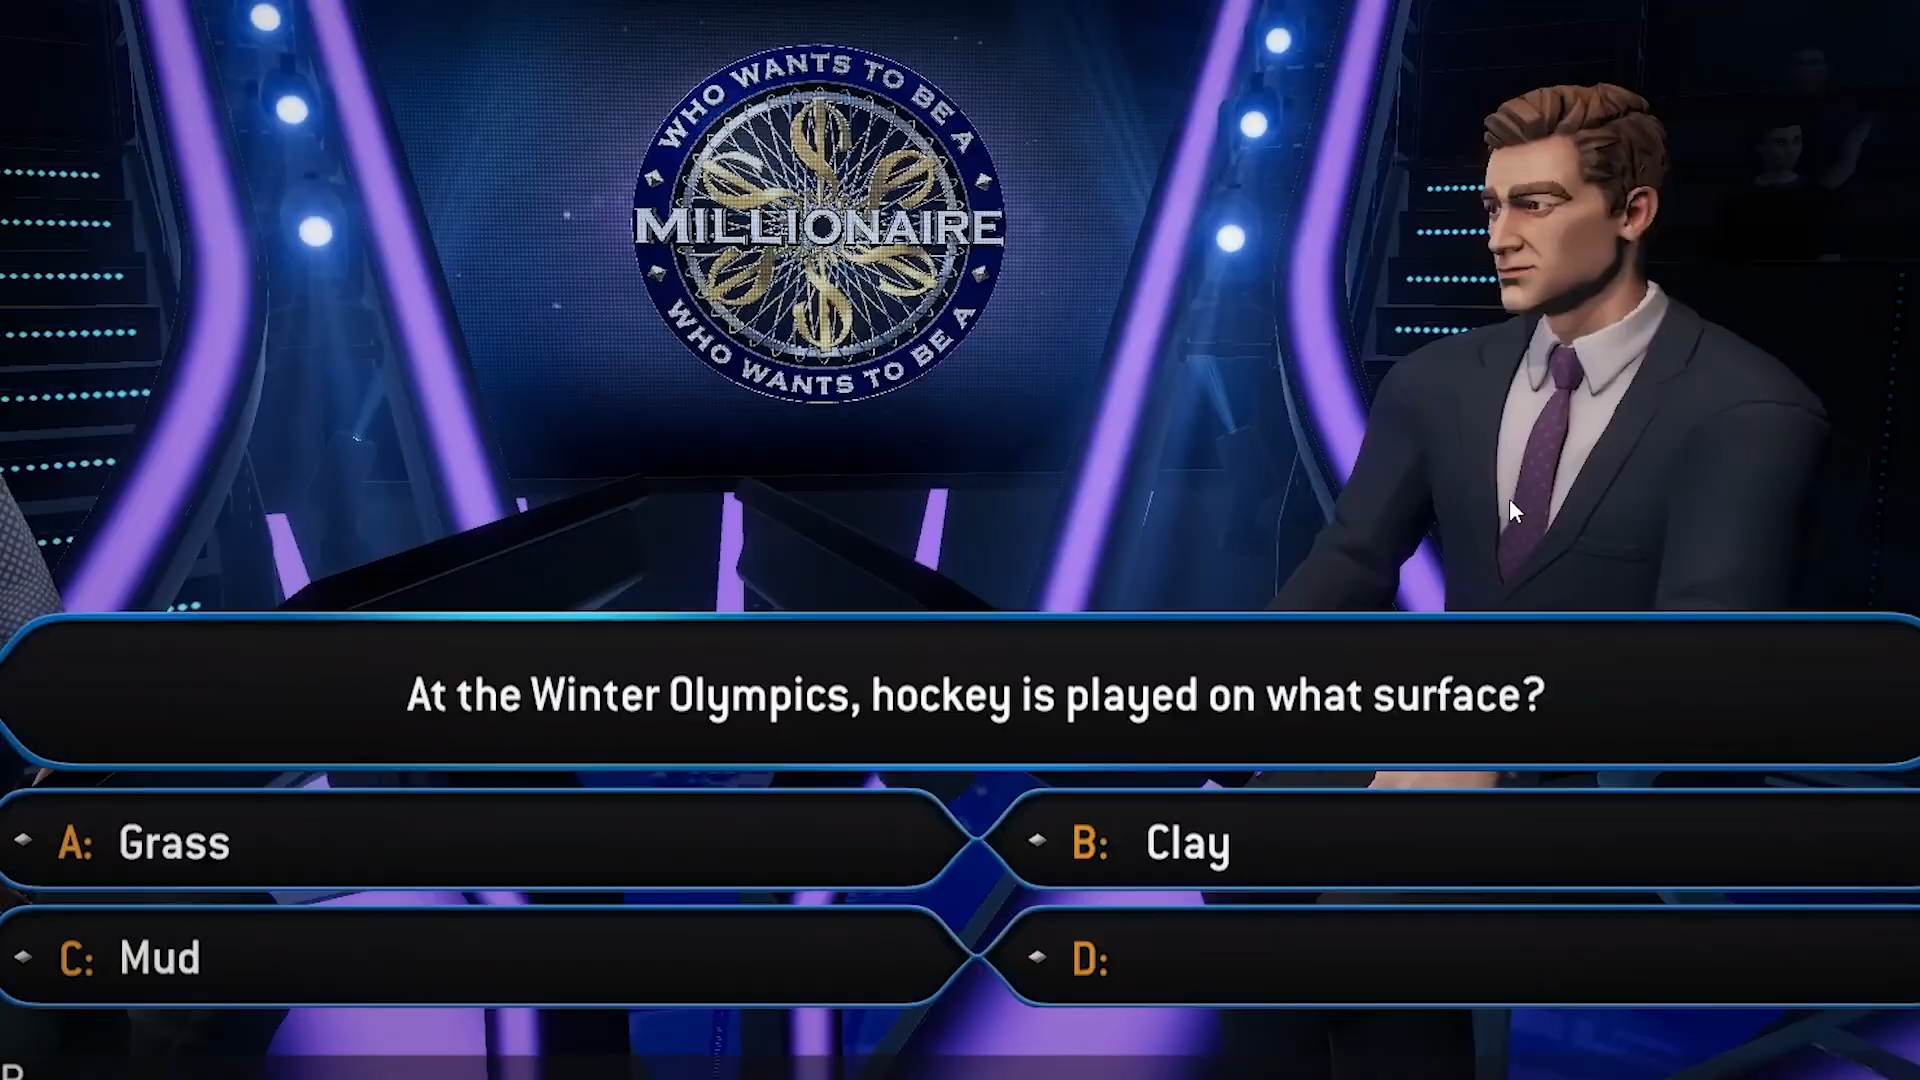 WHO WANTS TO BE A
MILLIONAIRE
WHO WANTS TO BE A
At the Winter Olympics, hockey is played on what surface?
A: Grass
B: Clay
C: Mud
D: